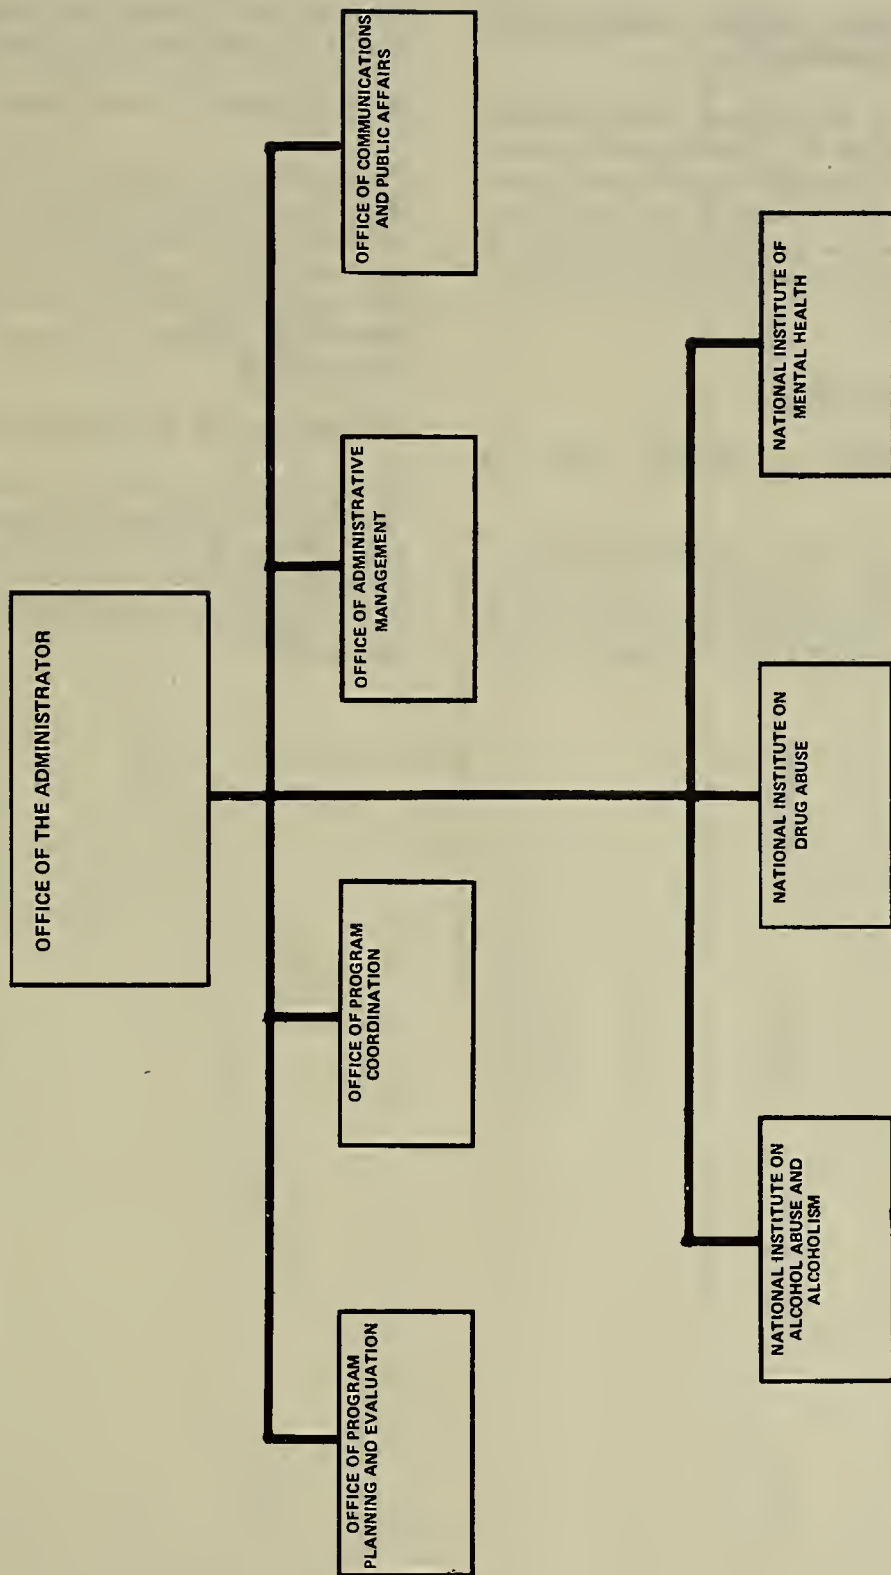 OFFICE OF THE ADMINISTRATOR
OFFICE OF PROGRAM
PLANNING AND EVALUATION
OFFICE OF PROGRAM
COORDINATION
OFFICE OF ADMINISTRATIVE
MANAGEMENT
OFFICE OF COMMUNICATIONS
AND PUBLIC AFFAIRS
NATIONAL INSTITUTE ON
ALCOHOL ABUSE AND
ALCOHOLISM
NATIONAL INSTITUTE ON
DRUG ABUSE
NATIONAL INSTITUTE OF
MENTAL HEALTH